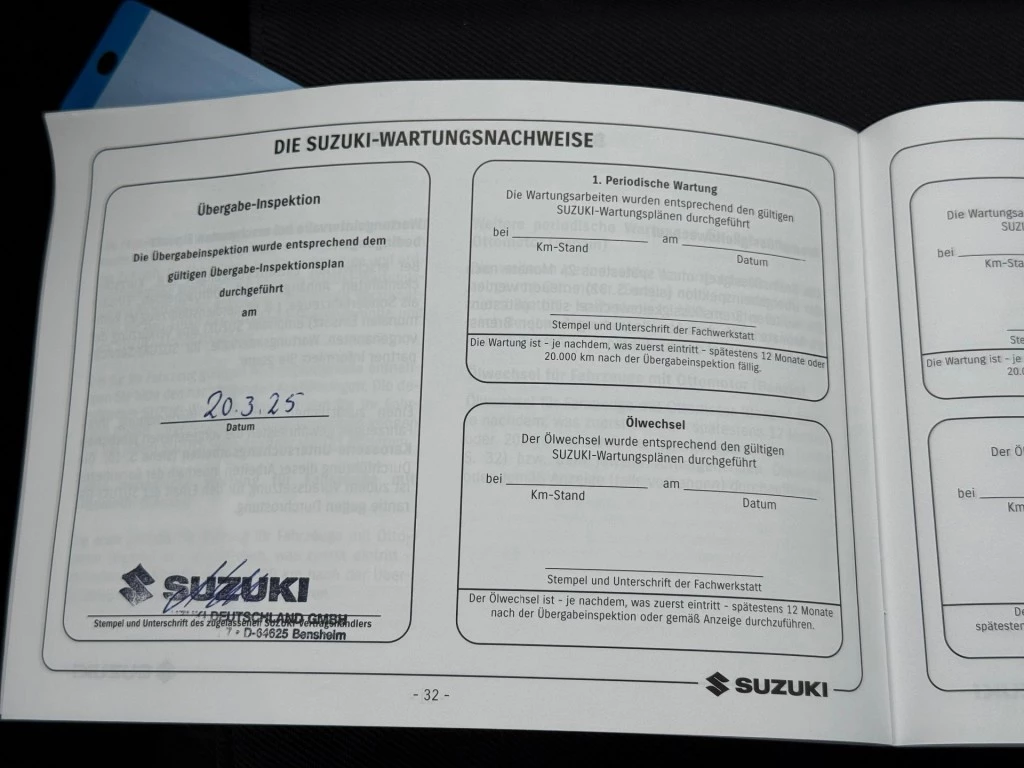 DIE SUZUKI-WARTUNGSNACHWEISE
Übergabe-Inspektion
Die Übergabeinspektion wurde entsprechend dem
gültigen Übergabe-Inspektionsplan
durchgeführt
am
20.3.25
Datum
SUZUKI
DEUTSCHLAND GMBH
Stempel und Unterschrift des zugelassenen SUZUKI-Vertragshändlers
D-64625 Bensheim
1. Periodische Wartung
Die Wartungsarbeiten wurden entsprechend den gültigen
SUZUKI-Wartungsplänen durchgeführt
bei am
Km-Stand Datum
Stempel und Unterschrift der Fachwerkstatt
Die Wartung ist - je nachdem, was zuerst eintritt - spätestens 12 Monate oder
20.000 km nach der Übergabeinspektion fällig.
Ölwechsel
Der Ölwechsel wurde entsprechend den gültigen
SUZUKI-Wartungsplänen durchgeführt
bei am
Km-Stand Datum
Stempel und Unterschrift der Fachwerkstatt
Der Ölwechsel ist - je nachdem, was zuerst eintritt - spätestens 12 Monate
nach der Übergabeinspektion oder gemäß Anzeige durchzuführen.
- 32 -
SUZUKI
Die Wartungsa
SUZU
bei
Km-Sta
Ste
Die Wartung ist - je
20.0
Der Ö
bei
Km
De
spätesten